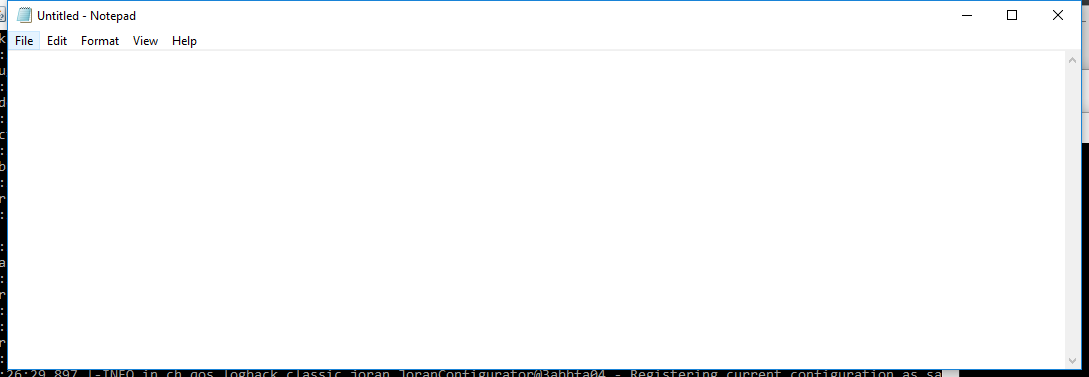 Untitled - Notepad
File Edit Format View Help
:26:29,897 |-INFO in ch.qos.logback.classic.joran.JoranConfigurator@3abbfa04 - Registering current configuration as sa